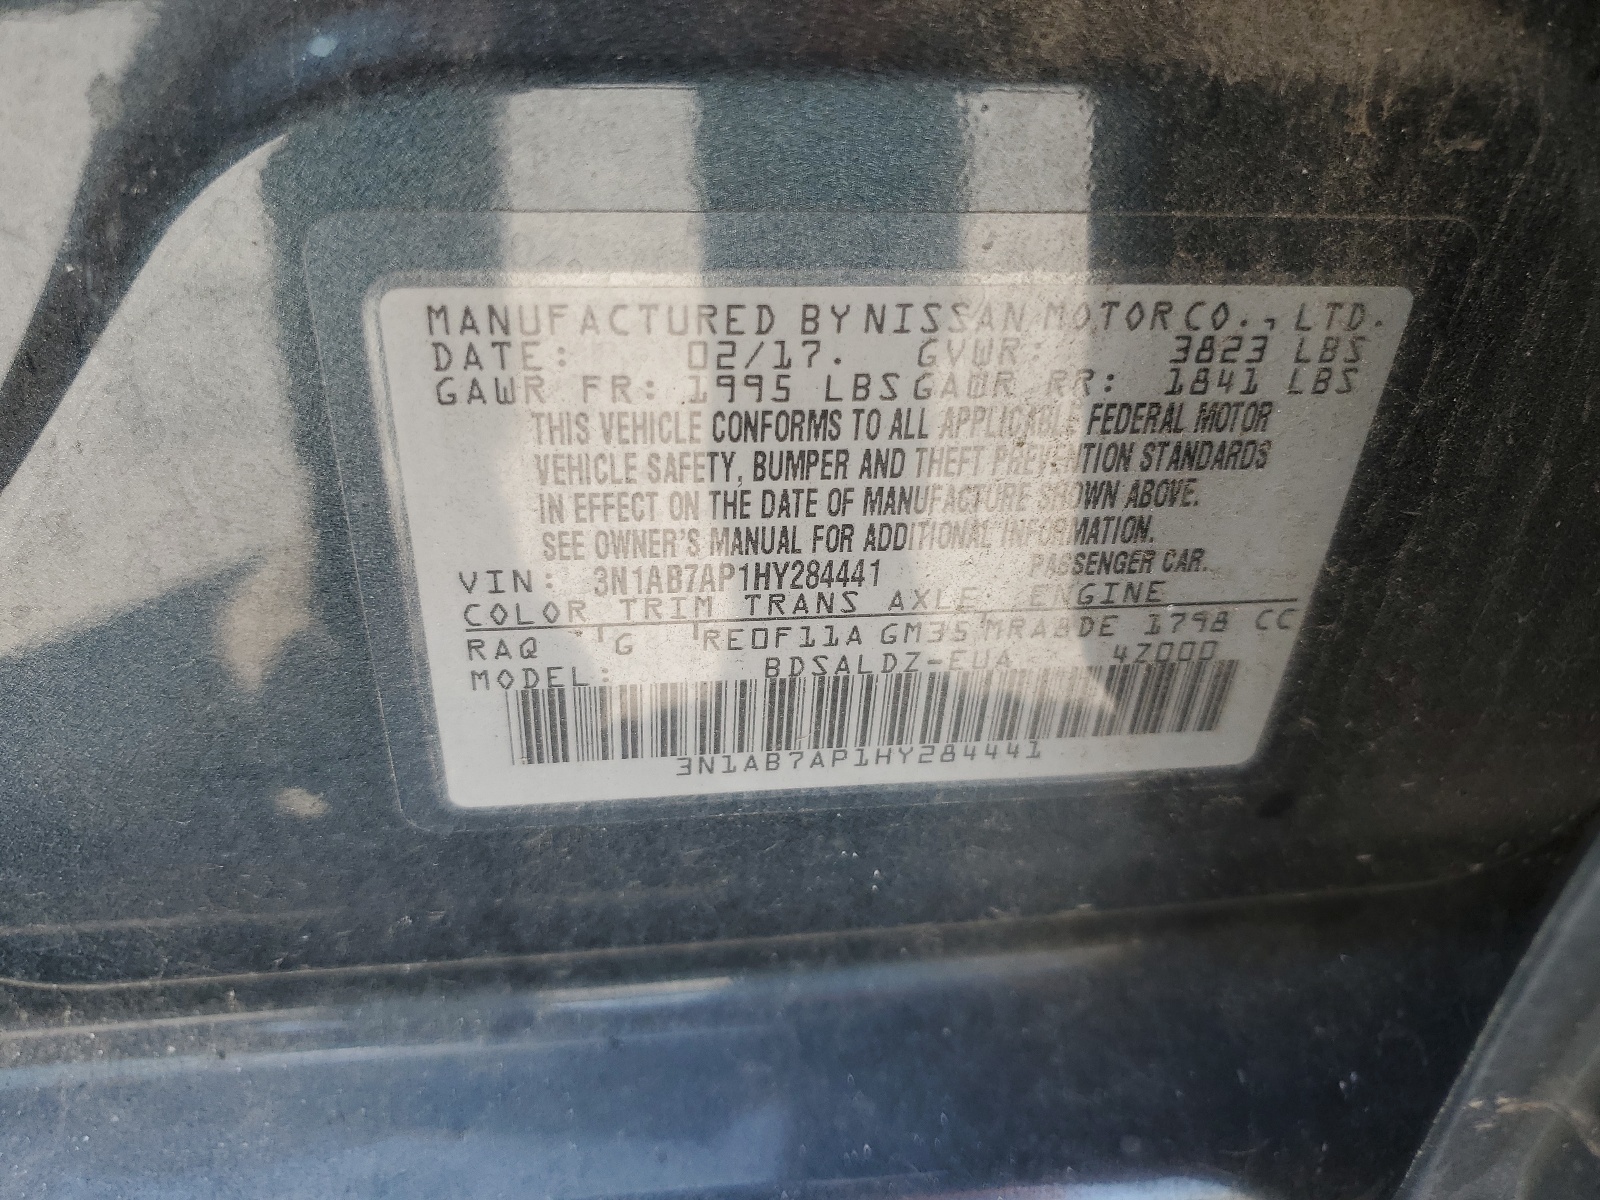 MANUFACTURED BY NISSAN MOTOR CO., LTD.
DATE: 02/17. GVWR: 3823 LBS
GAWR FR: 1995 LBS GAWR RR: 1841 LBS
THIS VEHICLE CONFORMS TO ALL APPLICABLE FEDERAL MOTOR
VEHICLE SAFETY, BUMPER AND THEFT PREVENTION STANDARDS
IN EFFECT ON THE DATE OF MANUFACTURE SHOWN ABOVE.
SEE OWNER'S MANUAL FOR ADDITIONAL INFORMATION.
VIN: 3N1AB7AP1HY284441 PASSENGER CAR.
COLOR TRIM TRANS AXLE ENGINE
RAQ G RE0F11A GM35 MRA8DE 1798 CC
MODEL: BDSALDZ-EUA 4Z000
3N1AB7AP1HY284441